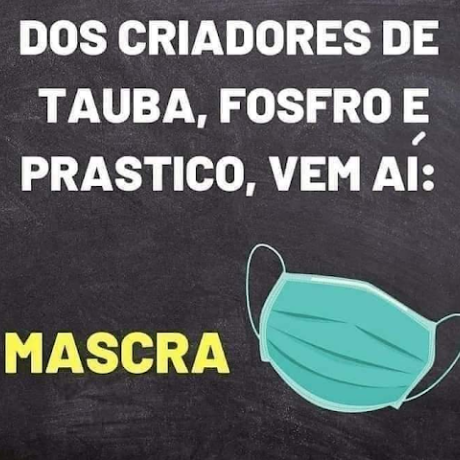 DOS CRIADORES DE
TAUBA, FOSFRO E
PRASTICO, VEM AÍ:
MASCRA